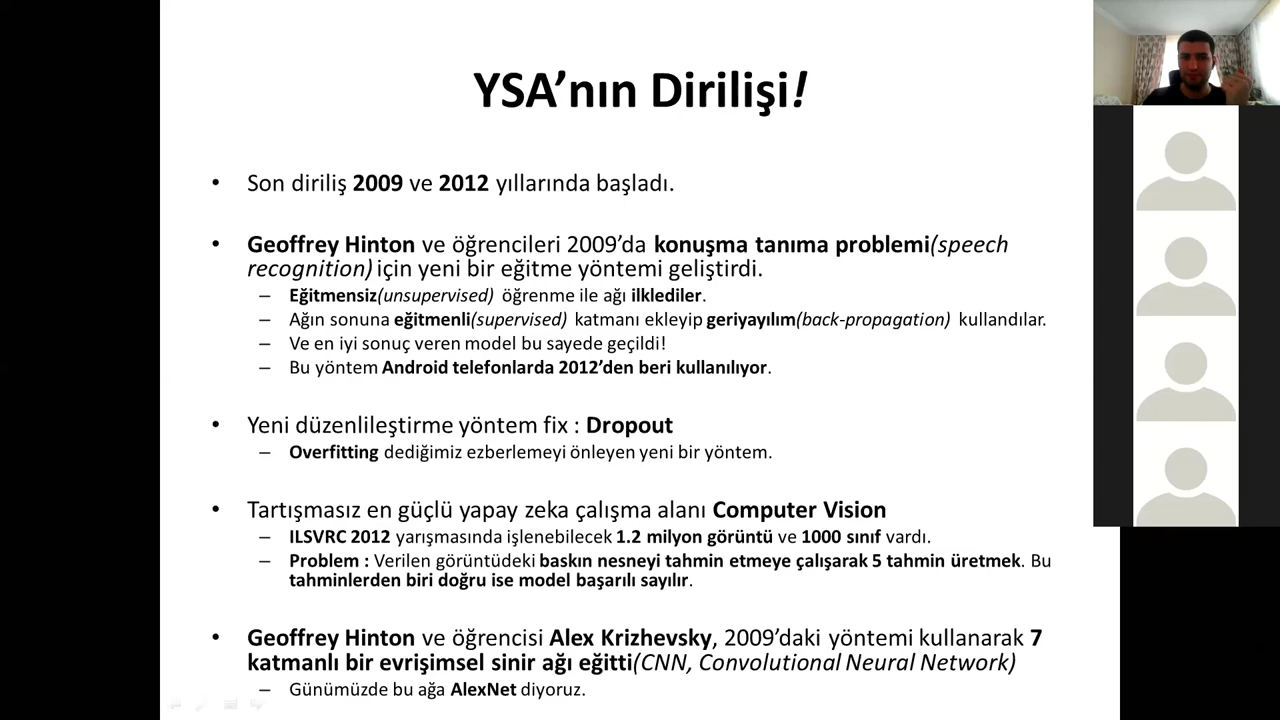 YSA’nın Dirilişi!
• Son diriliş 2009 ve 2012 yıllarında başladı.
• Geoffrey Hinton ve öğrencileri 2009’da konuşma tanıma problemi(speech
recognition) için yeni bir eğitme yöntemi geliştirdi.
– Eğitmensiz(unsupervised) öğrenme ile ağı ilklediler.
– Ağın sonuna eğitmenli(supervised) katmanı ekleyip geriyayılım(back-propagation) kullandılar.
– Ve en iyi sonuç veren model bu sayede geçildi!
– Bu yöntem Android telefonlarda 2012’den beri kullanılıyor.
• Yeni düzenlileştirme yöntem fix : Dropout
– Overfitting dediğimiz ezberlemeyi önleyen yeni bir yöntem.
• Tartışmasız en güçlü yapay zeka çalışma alanı Computer Vision
– ILSVRC 2012 yarışmasında işlenebilecek 1.2 milyon görüntü ve 1000 sınıf vardı.
– Problem : Verilen görüntüdeki baskın nesneyi tahmin etmeye çalışarak 5 tahmin üretmek. Bu
tahminlerden biri doğru ise model başarılı sayılır.
• Geoffrey Hinton ve öğrencisi Alex Krizhevsky, 2009’daki yöntemi kullanarak 7
katmanlı bir evrişimsel sinir ağı eğitti(CNN, Convolutional Neural Network)
– Günümüzde bu ağa AlexNet diyoruz.